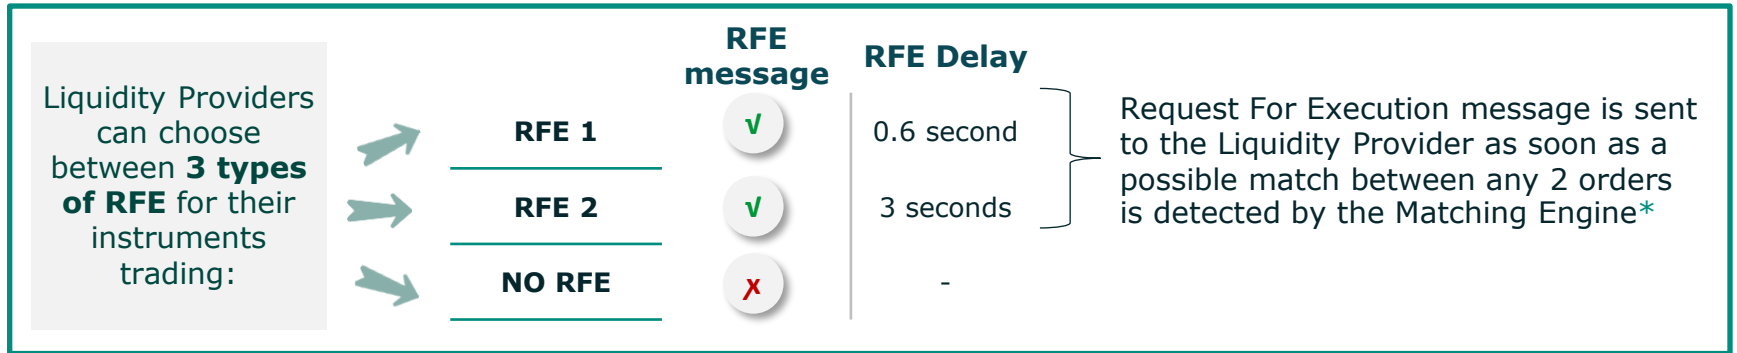 Liquidity Providers
can choose
between 3 types
of RFE for their
instruments
trading:
RFE
message
RFE Delay
RFE 1
√
0.6 second
RFE 2
√
3 seconds
NO RFE
X
-
Request For Execution message is sent
to the Liquidity Provider as soon as a
possible match between any 2 orders
is detected by the Matching Engine*